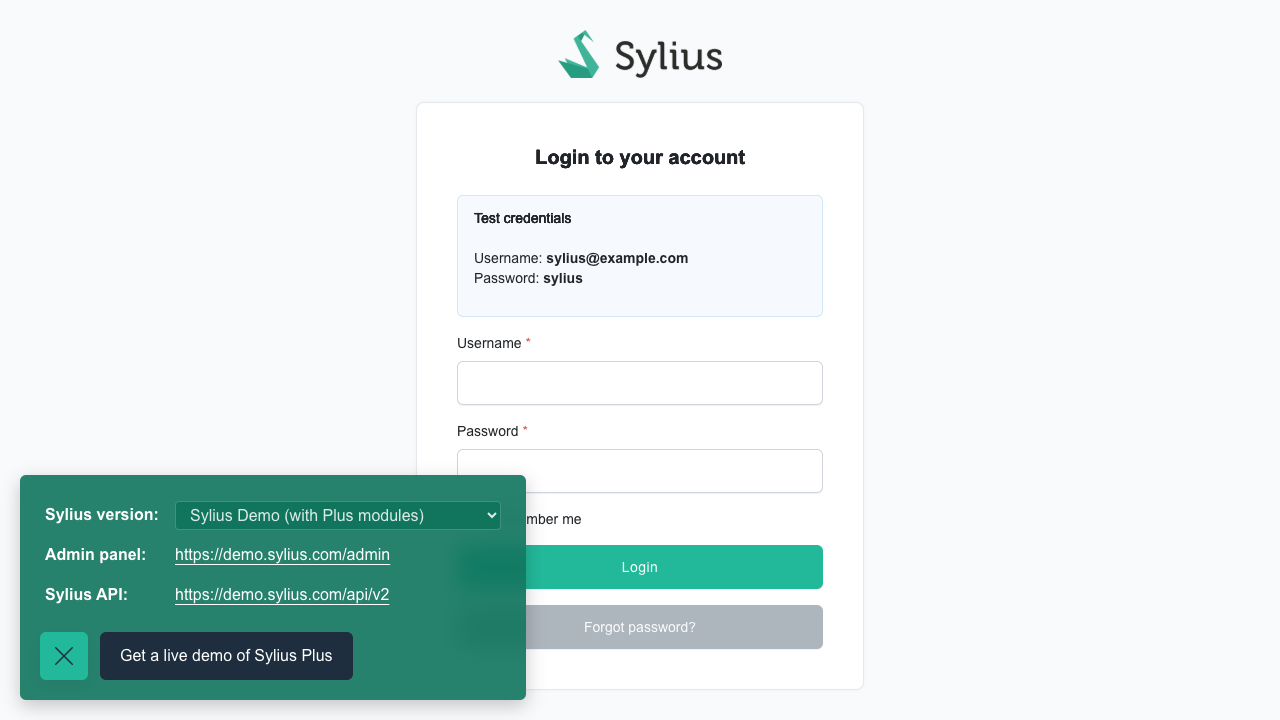 Sylius
Login to your account
Test credentials
Username: sylius@example.com
Password: sylius
Username *
Password *
mber me
Login
Forgot password?
Sylius version: Sylius Demo (with Plus modules)
Admin panel: https://demo.sylius.com/admin
Sylius API: https://demo.sylius.com/api/v2
Get a live demo of Sylius Plus